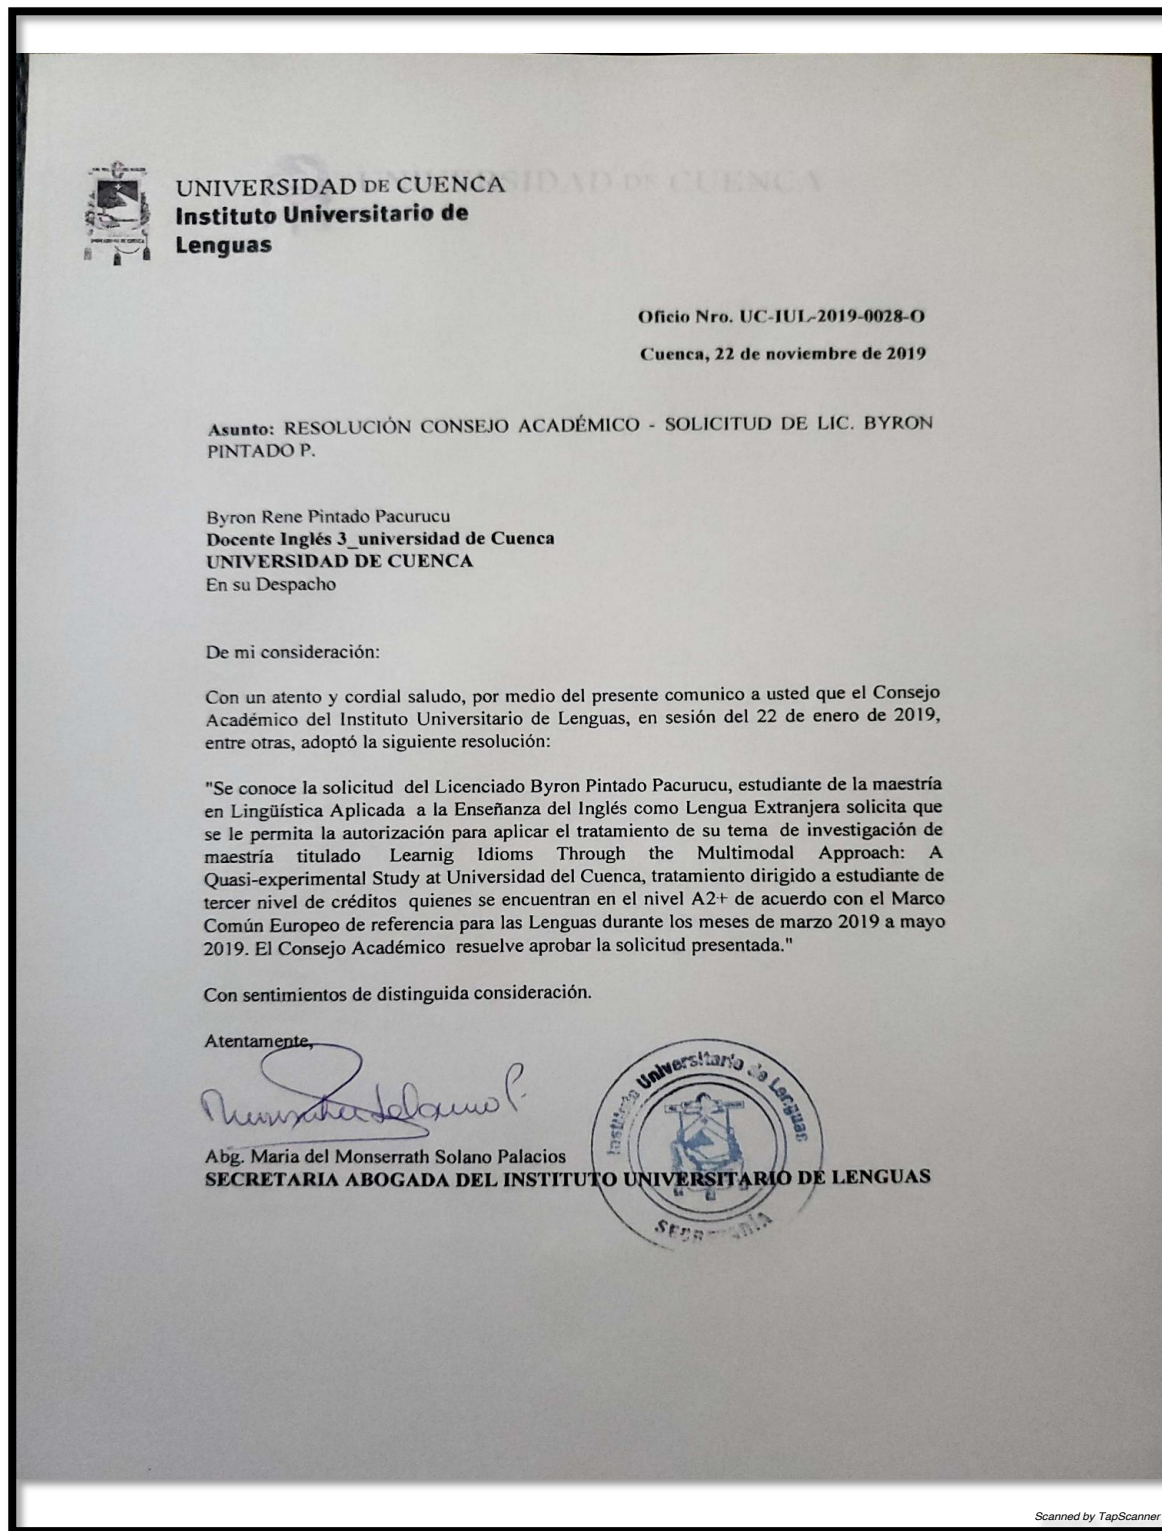 UNIVERSIDAD DE CUENCA
Instituto Universitario de
Lenguas
Oficio Nro. UC-IUL-2019-0028-O
Cuenca, 22 de noviembre de 2019
Asunto: RESOLUCIÓN CONSEJO ACADÉMICO - SOLICITUD DE LIC. BYRON
PINTADO P.
Byron Rene Pintado Pacurucu
Docente Inglés 3_universidad de Cuenca
UNIVERSIDAD DE CUENCA
En su Despacho
De mi consideración:
Con un atento y cordial saludo, por medio del presente comunico a usted que el Consejo
Académico del Instituto Universitario de Lenguas, en sesión del 22 de enero de 2019,
entre otras, adoptó la siguiente resolución:
"Se conoce la solicitud del Licenciado Byron Pintado Pacurucu, estudiante de la maestría
en Lingüística Aplicada a la Enseñanza del Inglés como Lengua Extranjera solicita que
se le permita la autorización para aplicar el tratamiento de su tema de investigación de
maestría titulado Learnig Idioms Through the Multimodal Approach: A
Quasi-experimental Study at Universidad del Cuenca, tratamiento dirigido a estudiante de
tercer nivel de créditos quienes se encuentran en el nivel A2+ de acuerdo con el Marco
Común Europeo de referencia para las Lenguas durante los meses de marzo 2019 a mayo
2019. El Consejo Académico resuelve aprobar la solicitud presentada."
Con sentimientos de distinguida consideración.
Atentamente,
Abg. Maria del Monserrath Solano Palacios
SECRETARIA ABOGADA DEL INSTITUTO UNIVERSITARIO DE LENGUAS
Instituto Universitario de Lenguas
SECRETARÍA
Scanned by TapScanner